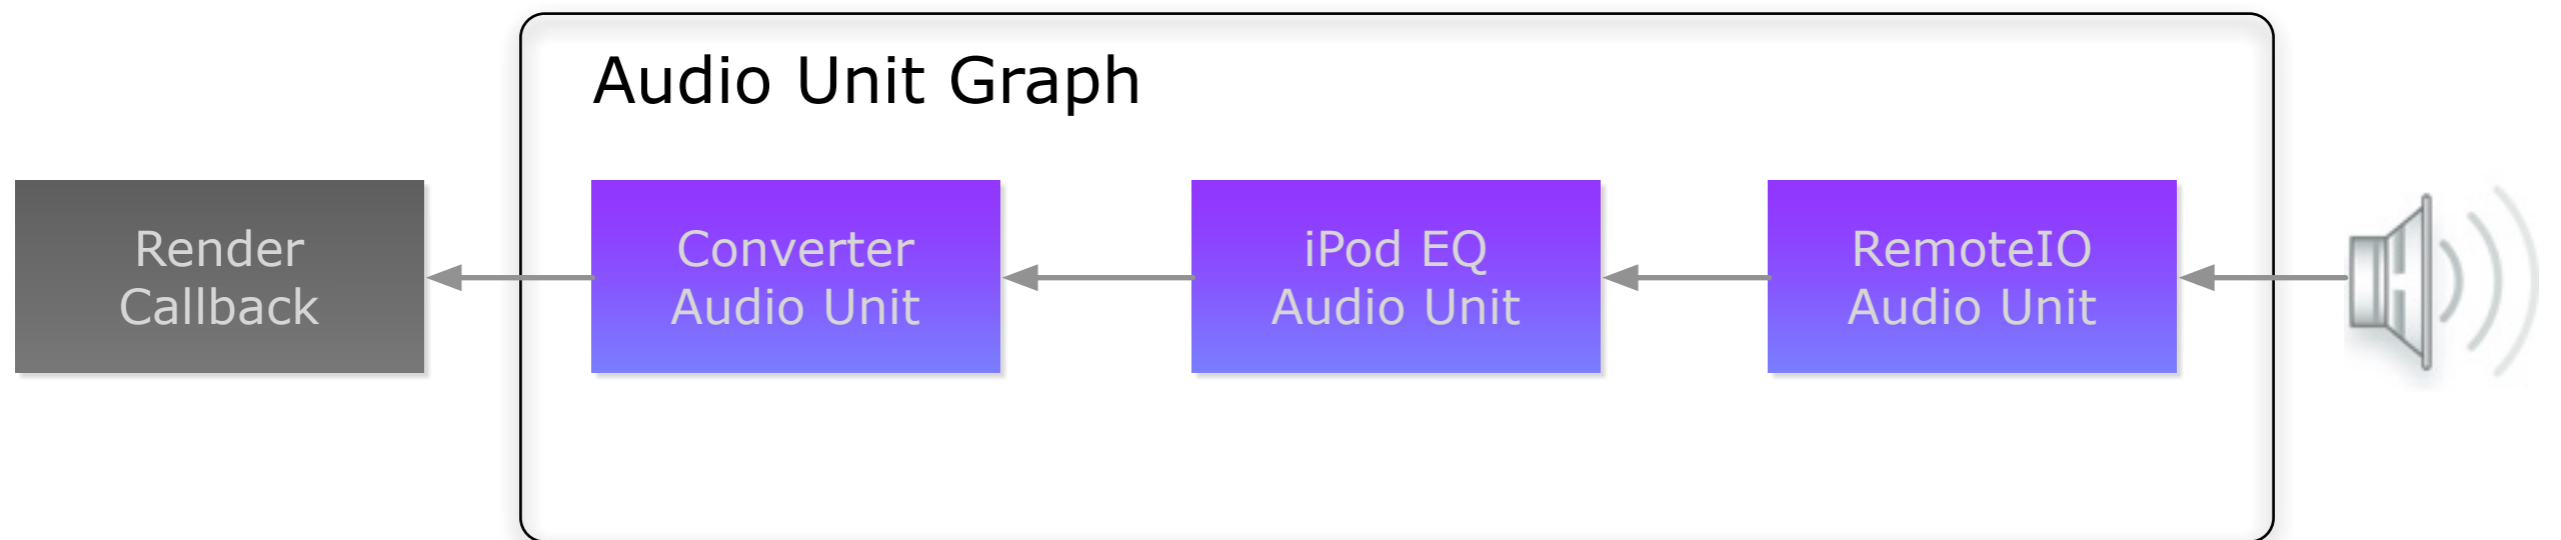 Audio Unit Graph
Render
Callback
Converter
Audio Unit
iPod EQ
Audio Unit
RemoteIO
Audio Unit